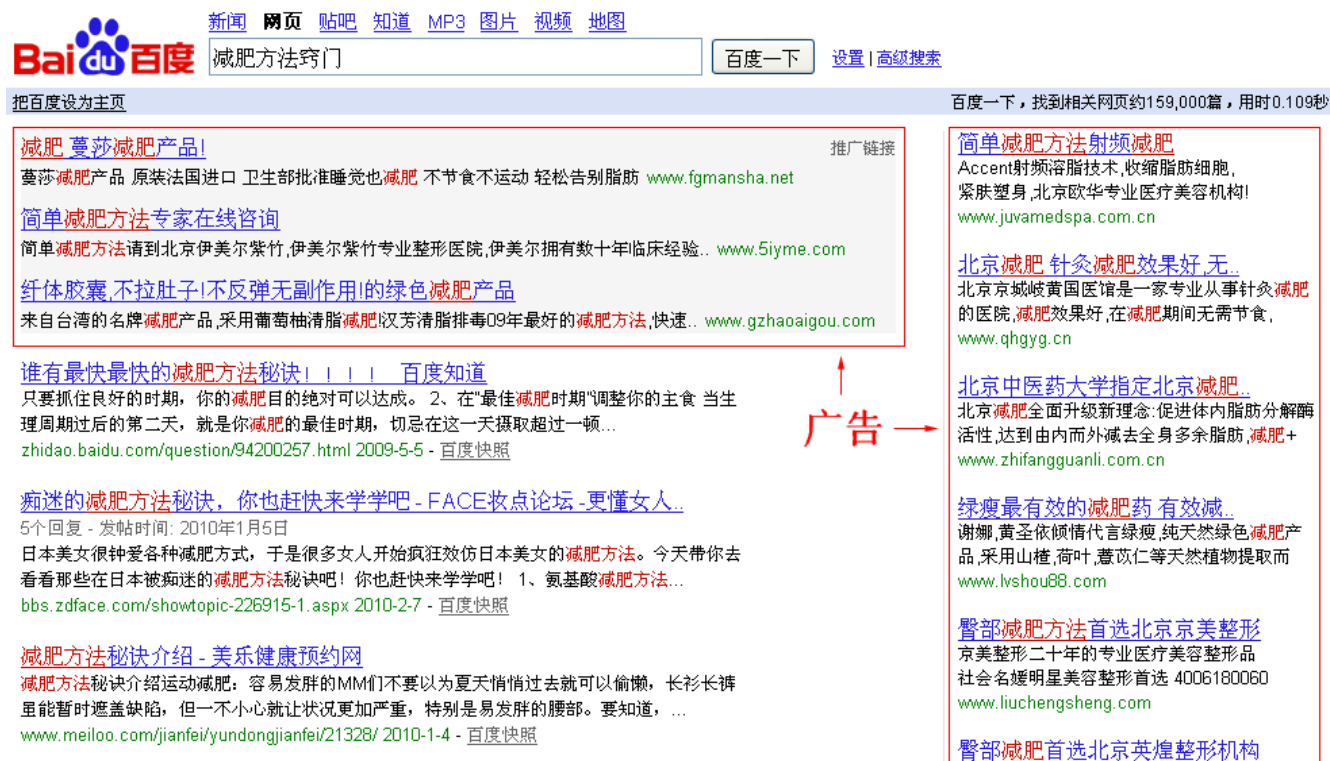 新闻 网页 贴吧 知道 MP3 图片 视频 地图
Bai du 百度
减肥方法窍门
百度一下
设置 | 高级搜索
把百度设为主页
百度一下，找到相关网页约159,000篇，用时0.109秒
减肥 蔓莎减肥产品!
推广链接
蔓莎减肥产品 原装法国进口 卫生部批准睡觉也减肥 不节食不运动 轻松告别脂肪 www.fgmansha.net
简单减肥方法专家在线咨询
简单减肥方法请到北京伊美尔紫竹,伊美尔紫竹专业整形医院,伊美尔拥有数十年临床经验.. www.5iyme.com
纤体胶囊,不拉肚子!不反弹无副作用!的绿色减肥产品
来自台湾的名牌减肥产品,采用葡萄柚清脂减肥!汉芳清脂排毒09年最好的减肥方法,快速.. www.gzhaoaigou.com
谁有最快最快的减肥方法秘诀！！！！ 百度知道
只要抓住良好的时期，你的减肥目的绝对可以达成。 2、在"最佳减肥时期"调整你的主食 当生
理周期过后的第二天，就是你减肥的最佳时期，切忌在这一天摄取超过一顿...
zhidao.baidu.com/question/94200257.html 2009-5-5 - 百度快照
痴迷的减肥方法秘诀，你也赶快来学学吧 - FACE妆点论坛 -更懂女人..
5个回复 - 发帖时间: 2010年1月5日
日本美女很钟爱各种减肥方式，于是很多女人开始疯狂效仿日本美女的减肥方法。今天带你去
看看那些在日本被痴迷的减肥方法秘诀吧！你也赶快来学学吧！ 1、氨基酸减肥方法...
bbs.zdface.com/showtopic-226915-1.aspx 2010-2-7 - 百度快照
减肥方法秘诀介绍 - 美乐健康预约网
减肥方法秘诀介绍运动减肥：容易发胖的MM们不要以为夏天悄悄过去就可以偷懒，长衫长裤
里能暂时遮盖缺陷，但一不小心就让状况更加严重，特别是易发胖的腰部。要知道，...
www.meiloo.com/jianfei/yundongjianfei/21328/ 2010-1-4 - 百度快照
广告
简单减肥方法射频减肥
Accent射频溶脂技术,收缩脂肪细胞,
紧肤塑身,北京欧华专业医疗美容机构!
www.juvamedspa.com.cn
北京减肥 针灸减肥效果好,无..
北京京城岐黄国医馆是一家专业从事针灸减肥
的医院,减肥效果好,在减肥期间无需节食,
www.qhgyg.cn
北京中医药大学指定北京减肥..
北京减肥全面升级新理念:促进体内脂肪分解酶
活性,达到由内而外减去全身多余脂肪,减肥+
www.zhifangguanli.com.cn
绿瘦最有效的减肥药 有效减..
谢娜,黄圣依倾情代言绿瘦,纯天然绿色减肥产
品,采用山楂,荷叶,薏苡仁等天然植物提取而
www.lvshou88.com
臀部减肥方法首选北京京美整形
京美整形二十年的专业医疗美容整形品
社会名媛明星美容整形首选 4006180060
www.liuchengsheng.com
臀部减肥首选北京英煌整形机构